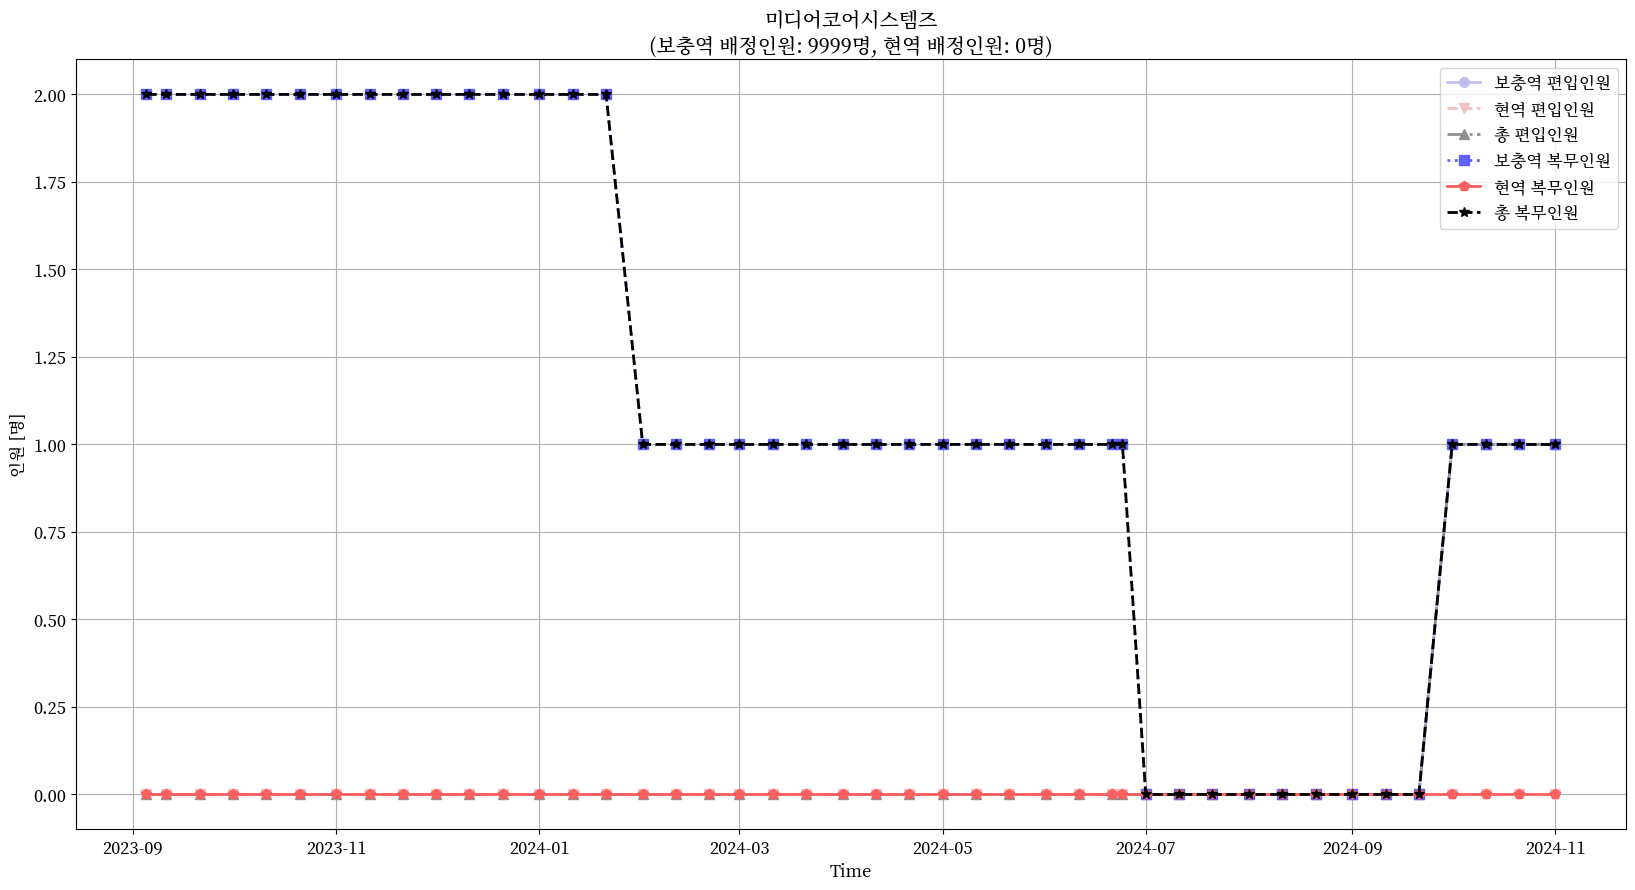 미디어코어시스템즈
(보충역 배정인원: 9999명, 현역 배정인원: 0명)
보충역 편입인원
현역 편입인원
총 편입인원
보충역 복무인원
현역 복무인원
총 복무인원
인원 [명]
2.00
1.75
1.50
1.25
1.00
0.75
0.50
0.25
0.00
2023-09
2023-11
2024-01
2024-03
2024-05
2024-07
2024-09
2024-11
Time